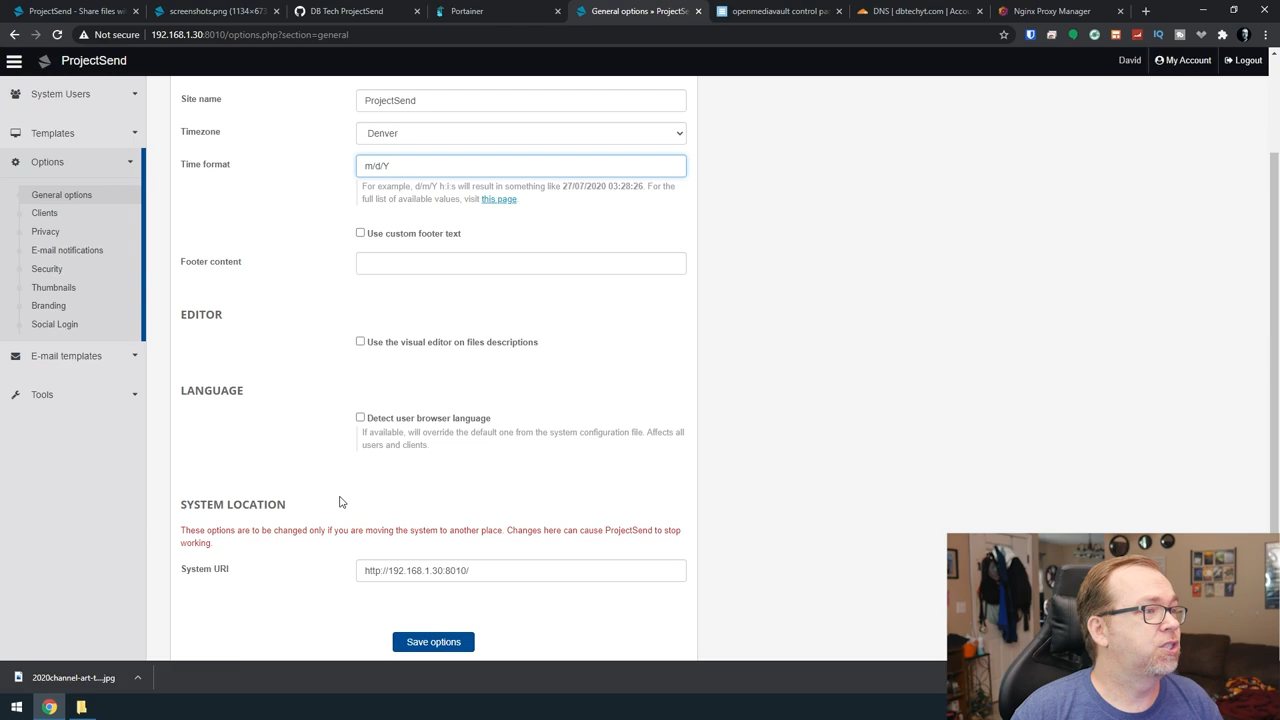 ProjectSend - Share files wi
screenshots.png (1134×673
DB Tech ProjectSend
Portainer
General options » ProjectSe
openmediavault control pa
DNS | dbtechyt.com | Accou
Nginx Proxy Manager
Not secure | 192.168.1.30:8010/options.php?section=general
ProjectSend
David
My Account
Logout
System Users
Templates
Options
General options
Clients
Privacy
E-mail notifications
Security
Thumbnails
Branding
Social Login
E-mail templates
Tools
Site name
ProjectSend
Timezone
Denver
Time format
m/d/Y
For example, d/m/Y h:i:s will result in something like 27/07/2020 03:28:26. For the
full list of available values, visit this page
Use custom footer text
Footer content
EDITOR
Use the visual editor on files descriptions
LANGUAGE
Detect user browser language
If available, will override the default one from the system configuration file. Affects all
users and clients.
SYSTEM LOCATION
These options are to be changed only if you are moving the system to another place. Changes here can cause ProjectSend to stop
working.
System URI
http://192.168.1.30:8010/
Save options
2020channel-art-t....jpg